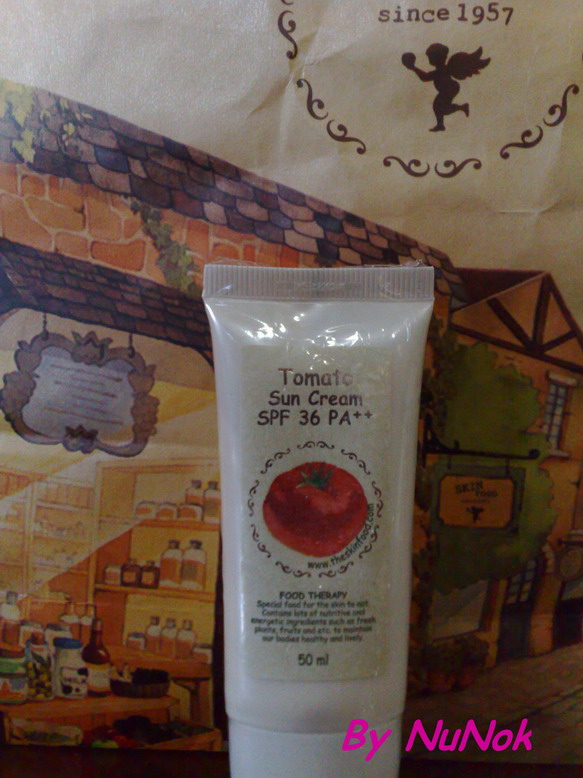 since 1957
Tomato
Sun Cream
SPF 36 PA++
www.theskinfood.com
SKIN
FOOD
FOOD THERAPY
Special food for the skin to eat.
Contains lots of nutritive and
energetic ingredients such as fresh
plants, fruits and etc. to maintain
our bodies healthy and lively.
50 ml
By NuNok